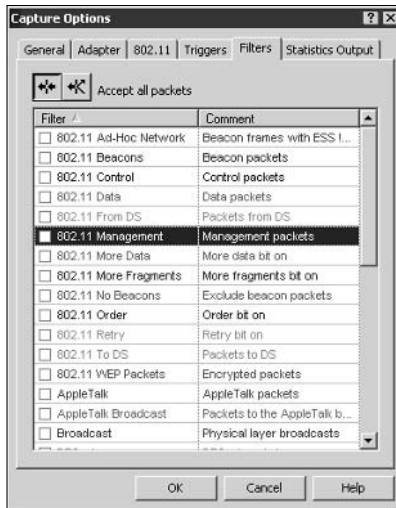 Capture Options
General Adapter 802.11 Triggers Filters Statistics Output
Accept all packets
Filter Comment
802.11 Ad-Hoc Network Beacon frames with ESS I...
802.11 Beacons Beacon packets
802.11 Control Control packets
802.11 Data Data packets
802.11 From DS Packets from DS
802.11 Management Management packets
802.11 More Data More data bit on
802.11 More Fragments More fragments bit on
802.11 No Beacons Exclude beacon packets
802.11 Order Order bit on
802.11 Retry Retry bit on
802.11 To DS Packets to DS
802.11 WEP Packets Encrypted packets
AppleTalk AppleTalk packets
AppleTalk Broadcast Packets to the AppleTalk b...
Broadcast Physical layer broadcasts
OK Cancel Help